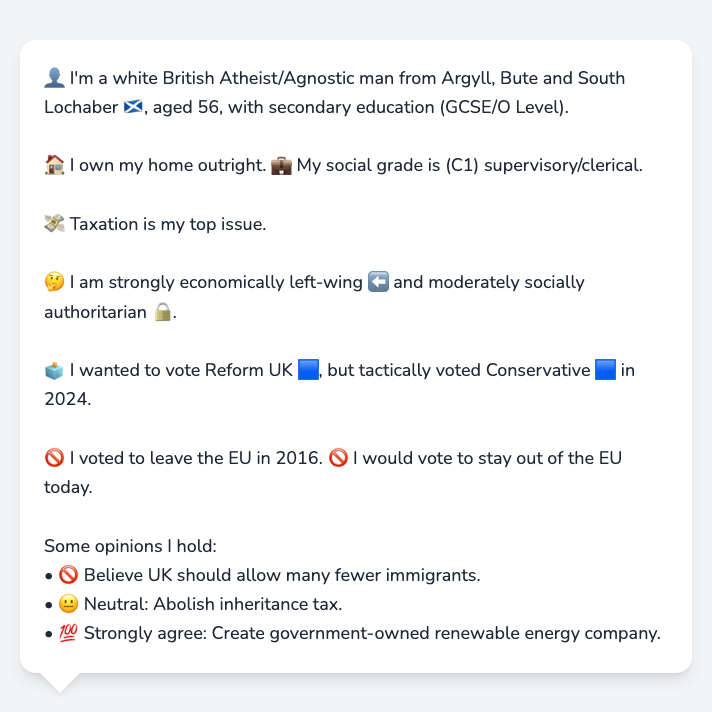 👤 I'm a white British Atheist/Agnostic man from Argyll, Bute and South
Lochaber 🏴󠁧󠁢󠁳󠁣󠁴󠁿, aged 56, with secondary education (GCSE/O Level).
🏠 I own my home outright. 💼 My social grade is (C1) supervisory/clerical.
💸 Taxation is my top issue.
🤔 I am strongly economically left-wing ⬅️ and moderately socially
authoritarian 🔒.
🗳️ I wanted to vote Reform UK 🟦, but tactically voted Conservative 🟦 in
2024.
🚫 I voted to leave the EU in 2016. 🚫 I would vote to stay out of the EU
today.
Some opinions I hold:
• 🚫 Believe UK should allow many fewer immigrants.
• 😐 Neutral: Abolish inheritance tax.
• 💯 Strongly agree: Create government-owned renewable energy company.